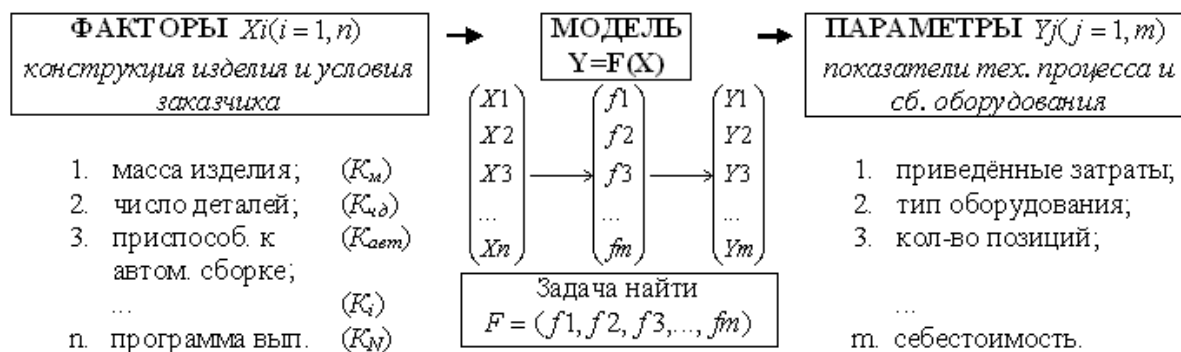 ФАКТОРЫ Xi(i = 1, n)
конструкция изделия и условия
заказчика
МОДЕЛЬ
Y=F(X)
ПАРАМЕТРЫ Yj(j = 1, m)
показатели тех. процесса и
сб. оборудования
1. масса изделия; (Kм)
2. число деталей; (Kчд)
3. приспособ. к (Kавт)
автом. сборке;
... (Ki)
n. программа вып. (KN)
X1 f1 Y1
X2 f2 Y2
X3 f3 Y3
... ... ...
Xn fm Ym
Задача найти
F = (f1, f2, f3,..., fm)
1. приведённые затраты;
2. тип оборудования;
3. кол-во позиций;
...
m. себестоимость.